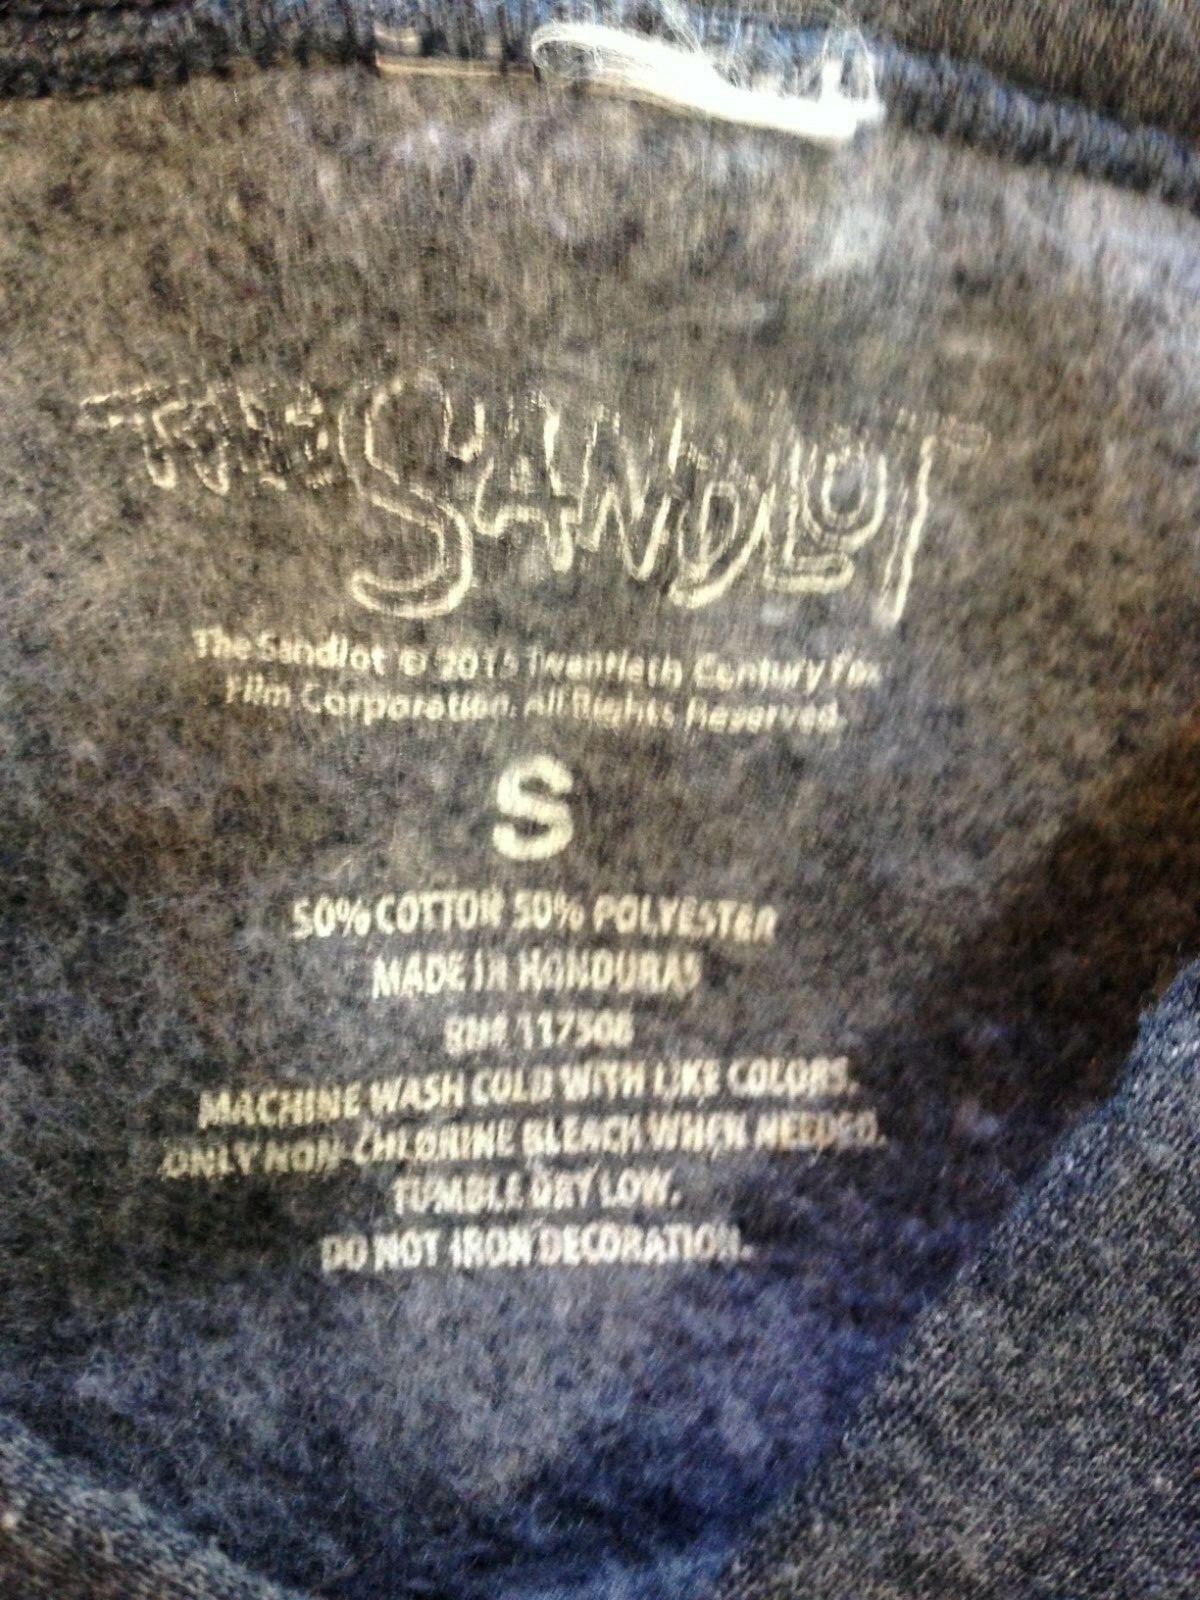 THE SANDLOT
The Sandlot © 2015 Twentieth Century Fox
Film Corporation. All Rights Reserved.
S
50% COTTON 50% POLYESTER
MADE IN HONDURAS
RN# 117508
MACHINE WASH COLD WITH LIKE COLORS.
ONLY NON-CHLORINE BLEACH WHEN NEEDED.
TUMBLE DRY LOW.
DO NOT IRON DECORATION.